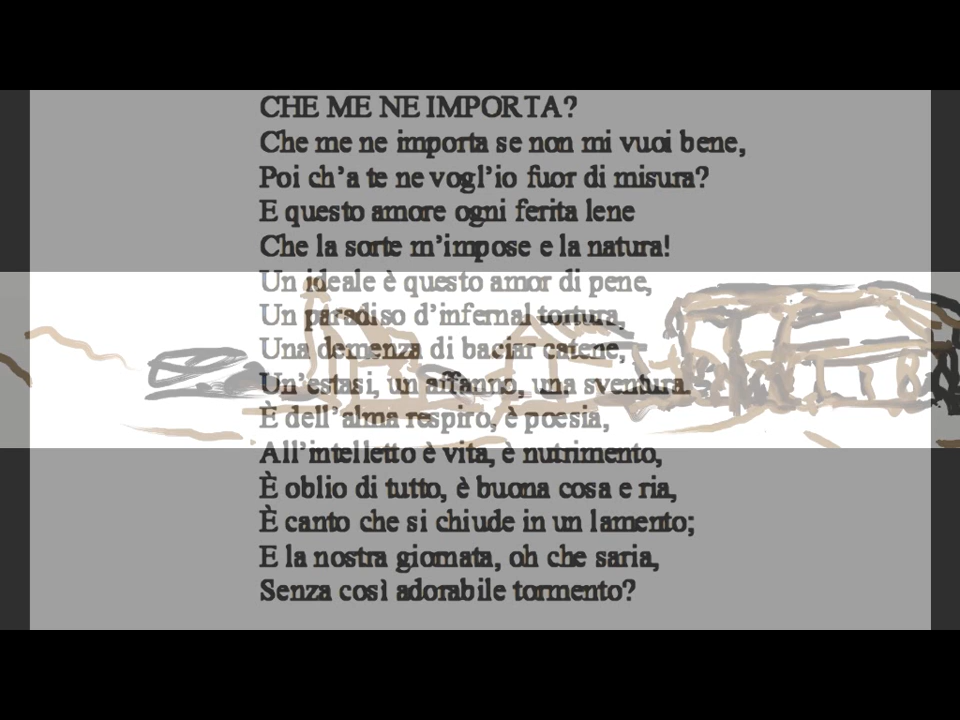 CHE ME NE IMPORTA?
Che me ne importa se non mi vuoi bene,
Poi ch'a te ne vogl'io fuor di misura?
E questo amore ogni ferita lene
Che la sorte m'impose e la natura!
Un ideale è questo amor di pene,
Un paradiso d'infernal tortura,
Una demenza di baciar catene,
Un'estasi, un affanno, una sventura.
È dell'alma respiro, è poesia,
All'intelletto è vita, è nutrimento,
È oblio di tutto, è buona cosa e ria,
È canto che si chiude in un lamento;
E la nostra giornata, oh che saria,
Senza così adorabile tormento?